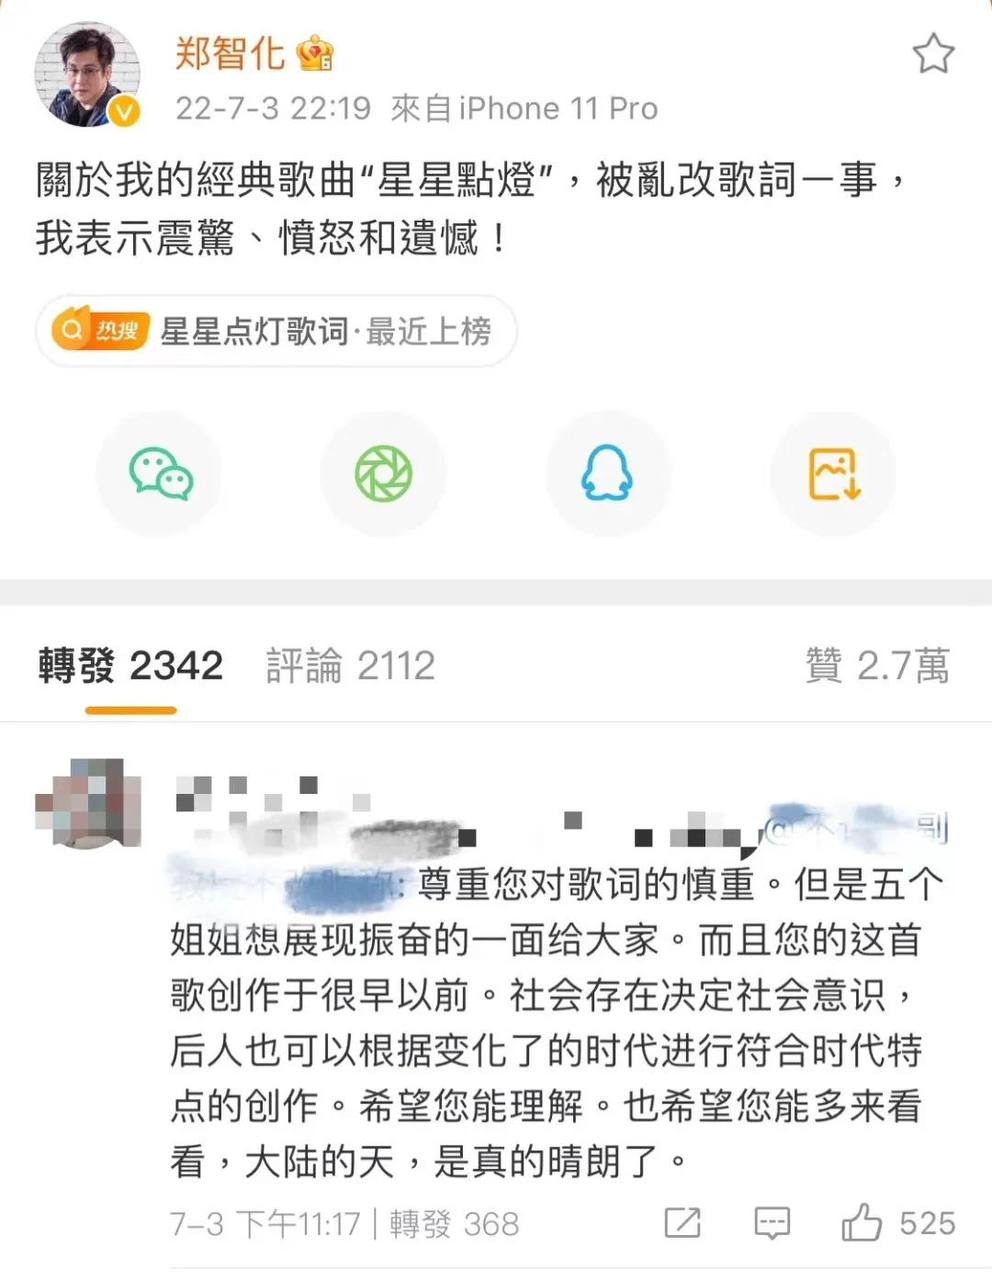 郑智化
22-7-3 22:19 來自iPhone 11 Pro
關於我的經典歌曲“星星點燈”，被亂改歌詞一事，
我表示震驚、憤怒和遺憾！
热搜 星星点灯歌词·最近上榜
轉發 2342 評論 2112 贊 2.7萬
: 尊重您对歌词的慎重。但是五个
姐姐想展现振奋的一面给大家。而且您的这首
歌创作于很早以前。社会存在决定社会意识，
后人也可以根据变化了的时代进行符合时代特
点的创作。希望您能理解。也希望您能多来看
看，大陆的天，是真的晴朗了。
7-3 下午11:17 | 轉發 368 525